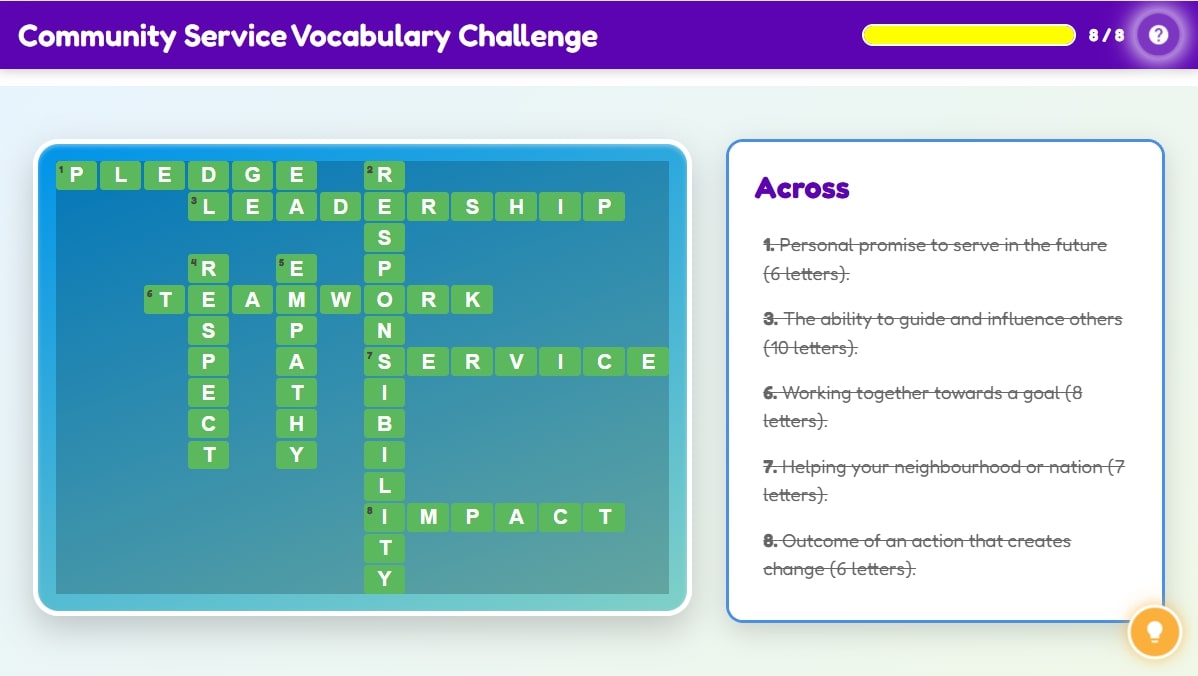 Community Service Vocabulary Challenge
8 / 8
?
1 P L E D G E 2 R
3 L E A D E R S H I P
S
4 R 5 E P
6 T E A M W O R K
S P N
P A 7 S E R V I C E
E T I
C H B
T Y I
L
8 I M P A C T
T
Y
Across
1. Personal promise to serve in the future
(6 letters).
3. The ability to guide and influence others
(10 letters).
6. Working together towards a goal (8
letters).
7. Helping your neighbourhood or nation (7
letters).
8. Outcome of an action that creates
change (6 letters).